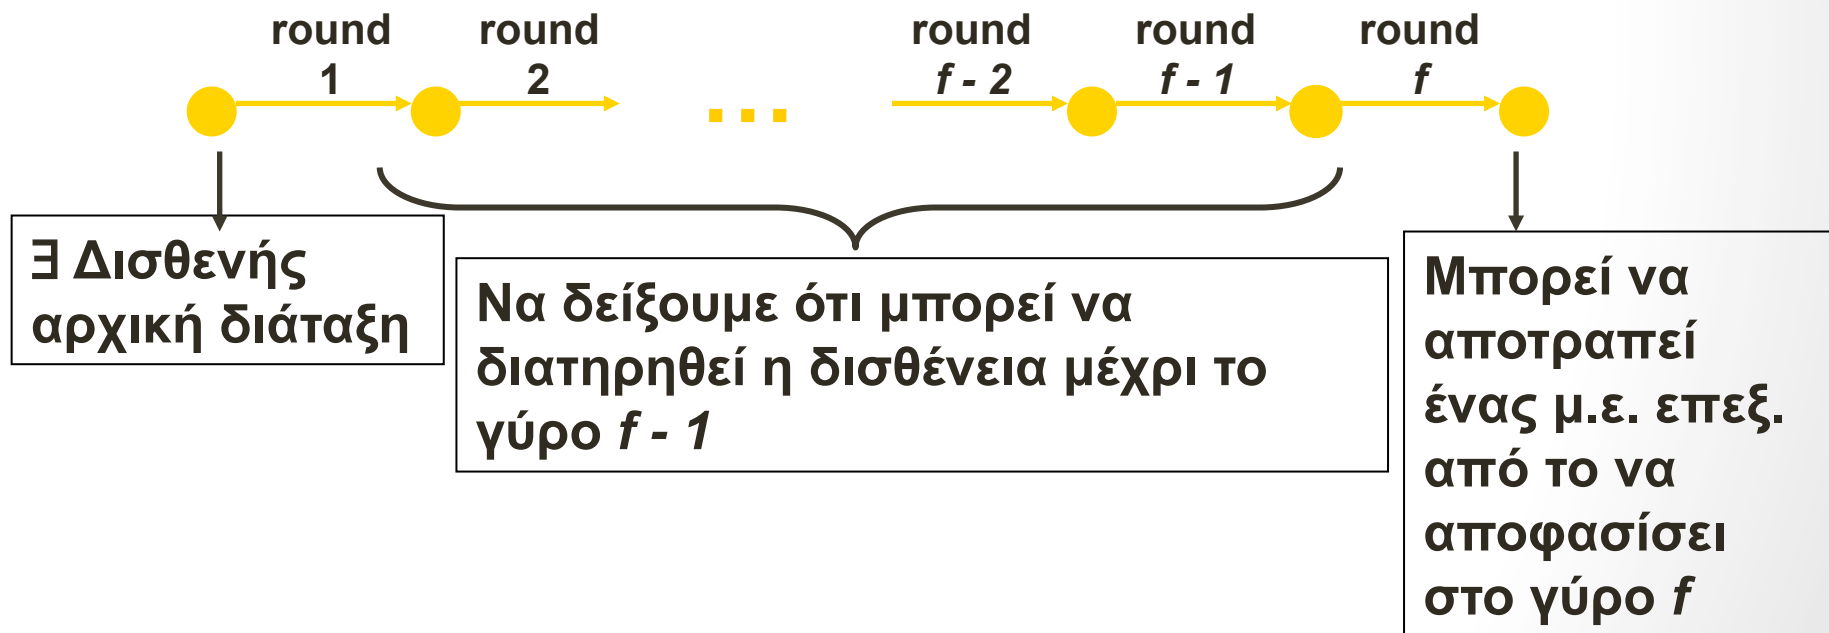 round round round round round
1 2 f - 2 f - 1 f
...
∃ Δισθενής
αρχική διάταξη
Να δείξουμε ότι μπορεί να
διατηρηθεί η δισθένεια μέχρι το
γύρο f - 1
Μπορεί να
αποτραπεί
ένας μ.ε. επεξ.
από το να
αποφασίσει
στο γύρο f